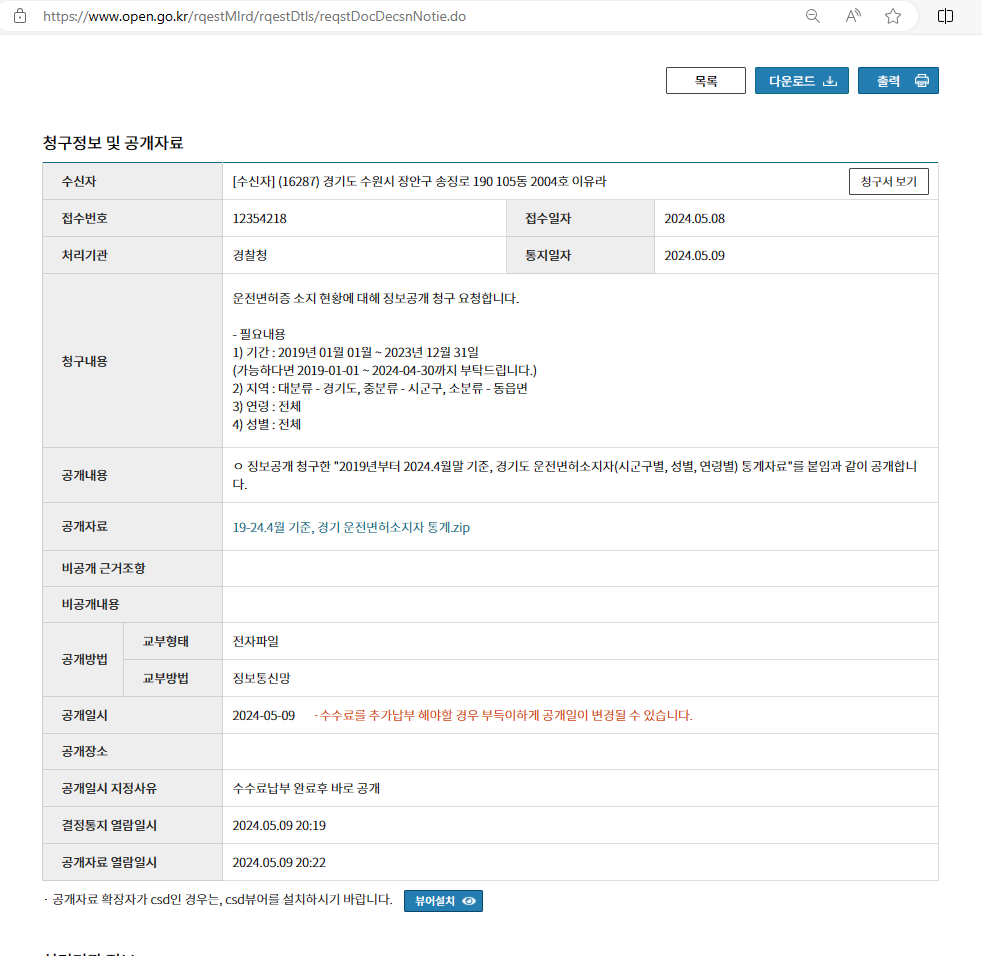 https://www.open.go.kr/rqestMlrd/rqestDtls/reqstDocDecsnNotie.do
목록 다운로드 출력
청구정보 및 공개자료
수신자 [수신자] (16287) 경기도 수원시 장안구 송정로 190 105동 2004호 이유라 청구서 보기
접수번호 12354218 접수일자 2024.05.08
처리기관 경찰청 통지일자 2024.05.09
청구내용
운전면허증 소지 현황에 대해 정보공개 청구 요청합니다.
- 필요내용
1) 기간 : 2019년 01월 01월 ~ 2023년 12월 31일
(가능하다면 2019-01-01 ~ 2024-04-30까지 부탁드립니다.)
2) 지역 : 대분류 - 경기도, 중분류 - 시군구, 소분류 - 동읍면
3) 연령 : 전체
4) 성별 : 전체
공개내용
ㅇ 정보공개 청구한 "2019년부터 2024.4월말 기준, 경기도 운전면허소지자(시군구별, 성별, 연령별) 통계자료"를 붙임과 같이 공개합니
다.
공개자료 19-24.4월 기준, 경기 운전면허소지자 통계.zip
비공개 근거조항
비공개내용
공개방법
교부형태 전자파일
교부방법 정보통신망
공개일시 2024-05-09 ·수수료를 추가납부 해야할 경우 부득이하게 공개일이 변경될 수 있습니다.
공개장소
공개일시 지정사유 수수료납부 완료후 바로 공개
결정통지 열람일시 2024.05.09 20:19
공개자료 열람일시 2024.05.09 20:22
· 공개자료 확장자가 csd인 경우는, csd뷰어를 설치하시기 바랍니다. 뷰어설치